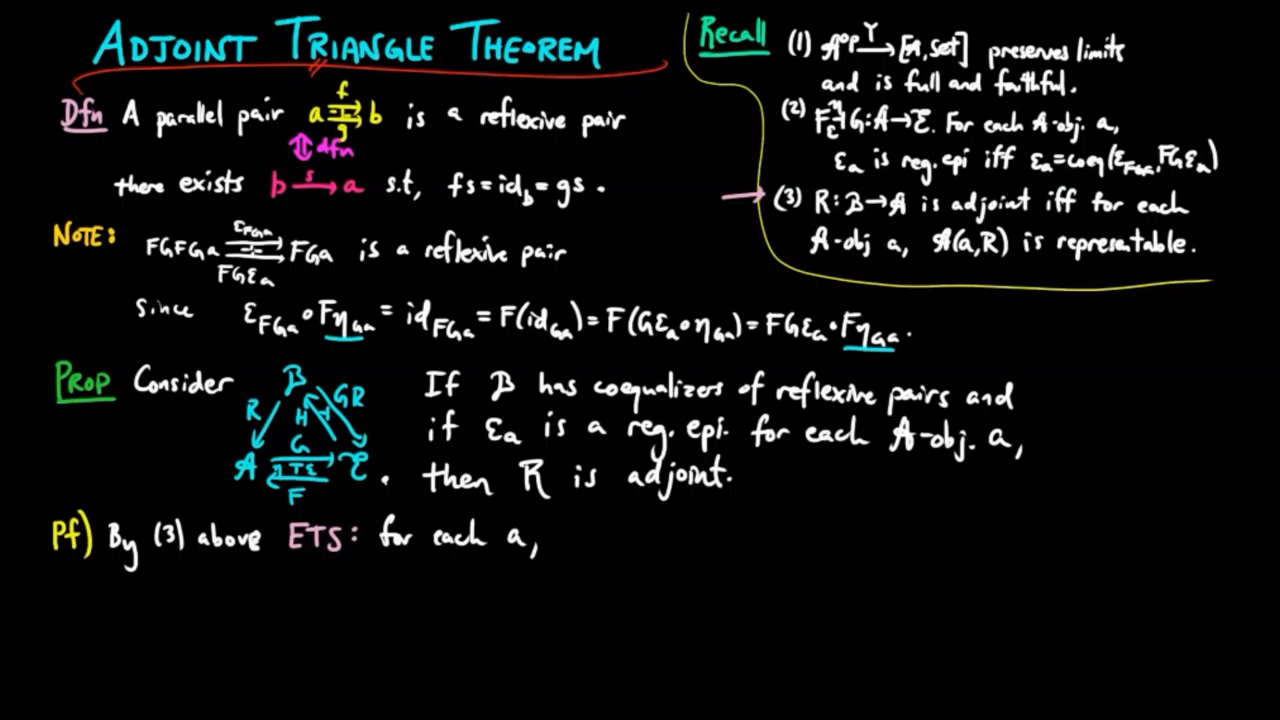 ADJOINT TRIANGLE THEOREM
Dfn A parallel pair a f⇉g b is a reflexive pair
⇕ dfn
there exists b –s→ a s.t, fs = id_b = gs .
NOTE: FGFGa ε_FGa⇉FGε_a FGa is a reflexive pair
since ε_FGa ∘ Fη_Ga = id_FGa = F(id_Ga) = F(Gε_a ∘ η_Ga) = FGε_a ∘ Fη_Ga .
PROP Consider
B
R H ⊣ GR
G
A η ⊤ ε E .
F
If B has coequalizers of reflexive pairs and
if ε_a is a reg. epi. for each A-obj. a,
then R is adjoint.
Pf) By (3) above ETS: for each a,
Recall (1) A^op –Y→ [A, Set] preserves limits
and is full and faithful.
(2) F η⊣ε G: A → E. For each A-obj. a,
ε_a is reg. epi iff ε_a = coeq(ε_FGa, FGε_a)
(3) R: B → A is adjoint iff for each
A-obj a, A(a, R) is representable.